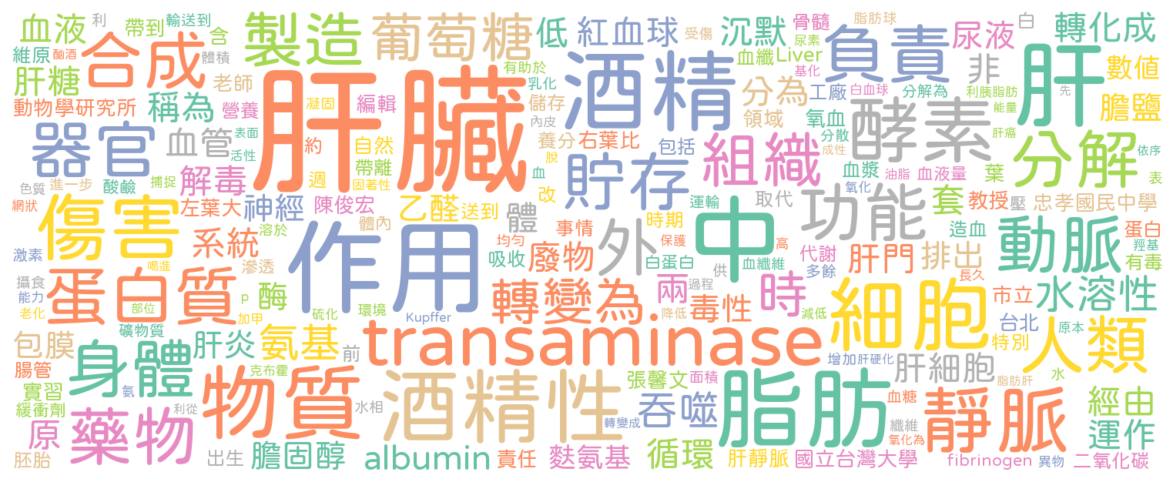 血液 利 帶到 輸送到 含 製造 葡萄糖 低 紅血球 沉默 骨髓 脂肪球 受傷 尿素 白 尿液 轉化成
維原 酗酒 合成 體積 有助於 血纖 Liver 負責 非 肝 數值
肝糖 老師 肝臟 乳化 酒精 分為 基化 工廠 白血球 利胰脂肪 分解為 能量 先 膽鹽
動物學研究所 稱為 營養 凝固 編輯 儲存 領域 氧血 酵素
器官 血管 表面 活性 約 自然 內皮 養分 右葉比 包括 組織 分散 成性 肝癌 油脂 依序 分解
色質 進一步 酸鹼 捕捉 解毒 週 固著性 帶離 脫 血 貯存 血漿 氧化 血液量 葉 表
網狀 傷害 左葉大 神經 陳俊宏 乙醛 送到 改 體 運輸 取代 功能 套 教授 壓 忠孝國民中學
激素 系統 溶於 體內 作用 均勻 吸收 事情 外 時期 保護 中 高 代謝 造血 動脈 蛋白 羥基 有毒
攝食 喝進 滲透 廢物 白蛋白 供 血纖維 多餘 肝門 排出 長久
能力 老化 蛋白質 部位 p 酶 環境 轉變為 兩 過程 毒性 時 細胞 市立 水溶性
礦物質 加甲 硫化 Kupffer transaminase 降低 減低 台北 原本 人類
包膜 腸管 身體 肝炎 氨基 前 增加 肝硬化 肝細胞 特別 水
實習 氨 物質 克布霍 酒精性 張馨文 面積 脂肪 血糖 脂肪肝 靜脈 經由
緩衝劑 原 藥物 利從 水相 吞噬 轉變成 纖維 氧化為 運作
胚胎 出生 膽固醇 albumin 責任 麩氨基 循環 肝靜脈 國立台灣大學 fibrinogen 異物 二氧化碳